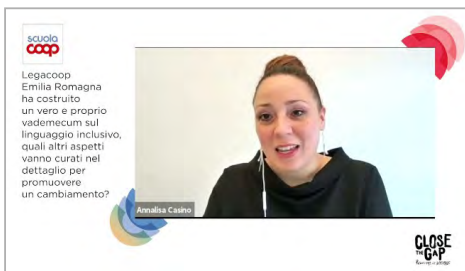 scuola
coop
Legacoop
Emilia Romagna
ha costruito
un vero e proprio
vademecum sul
linguaggio inclusivo,
quali altri aspetti
vanno curati nel
dettaglio per
promuovere
un cambiamento?
Annalisa Casino
CLOSE
THE GAP